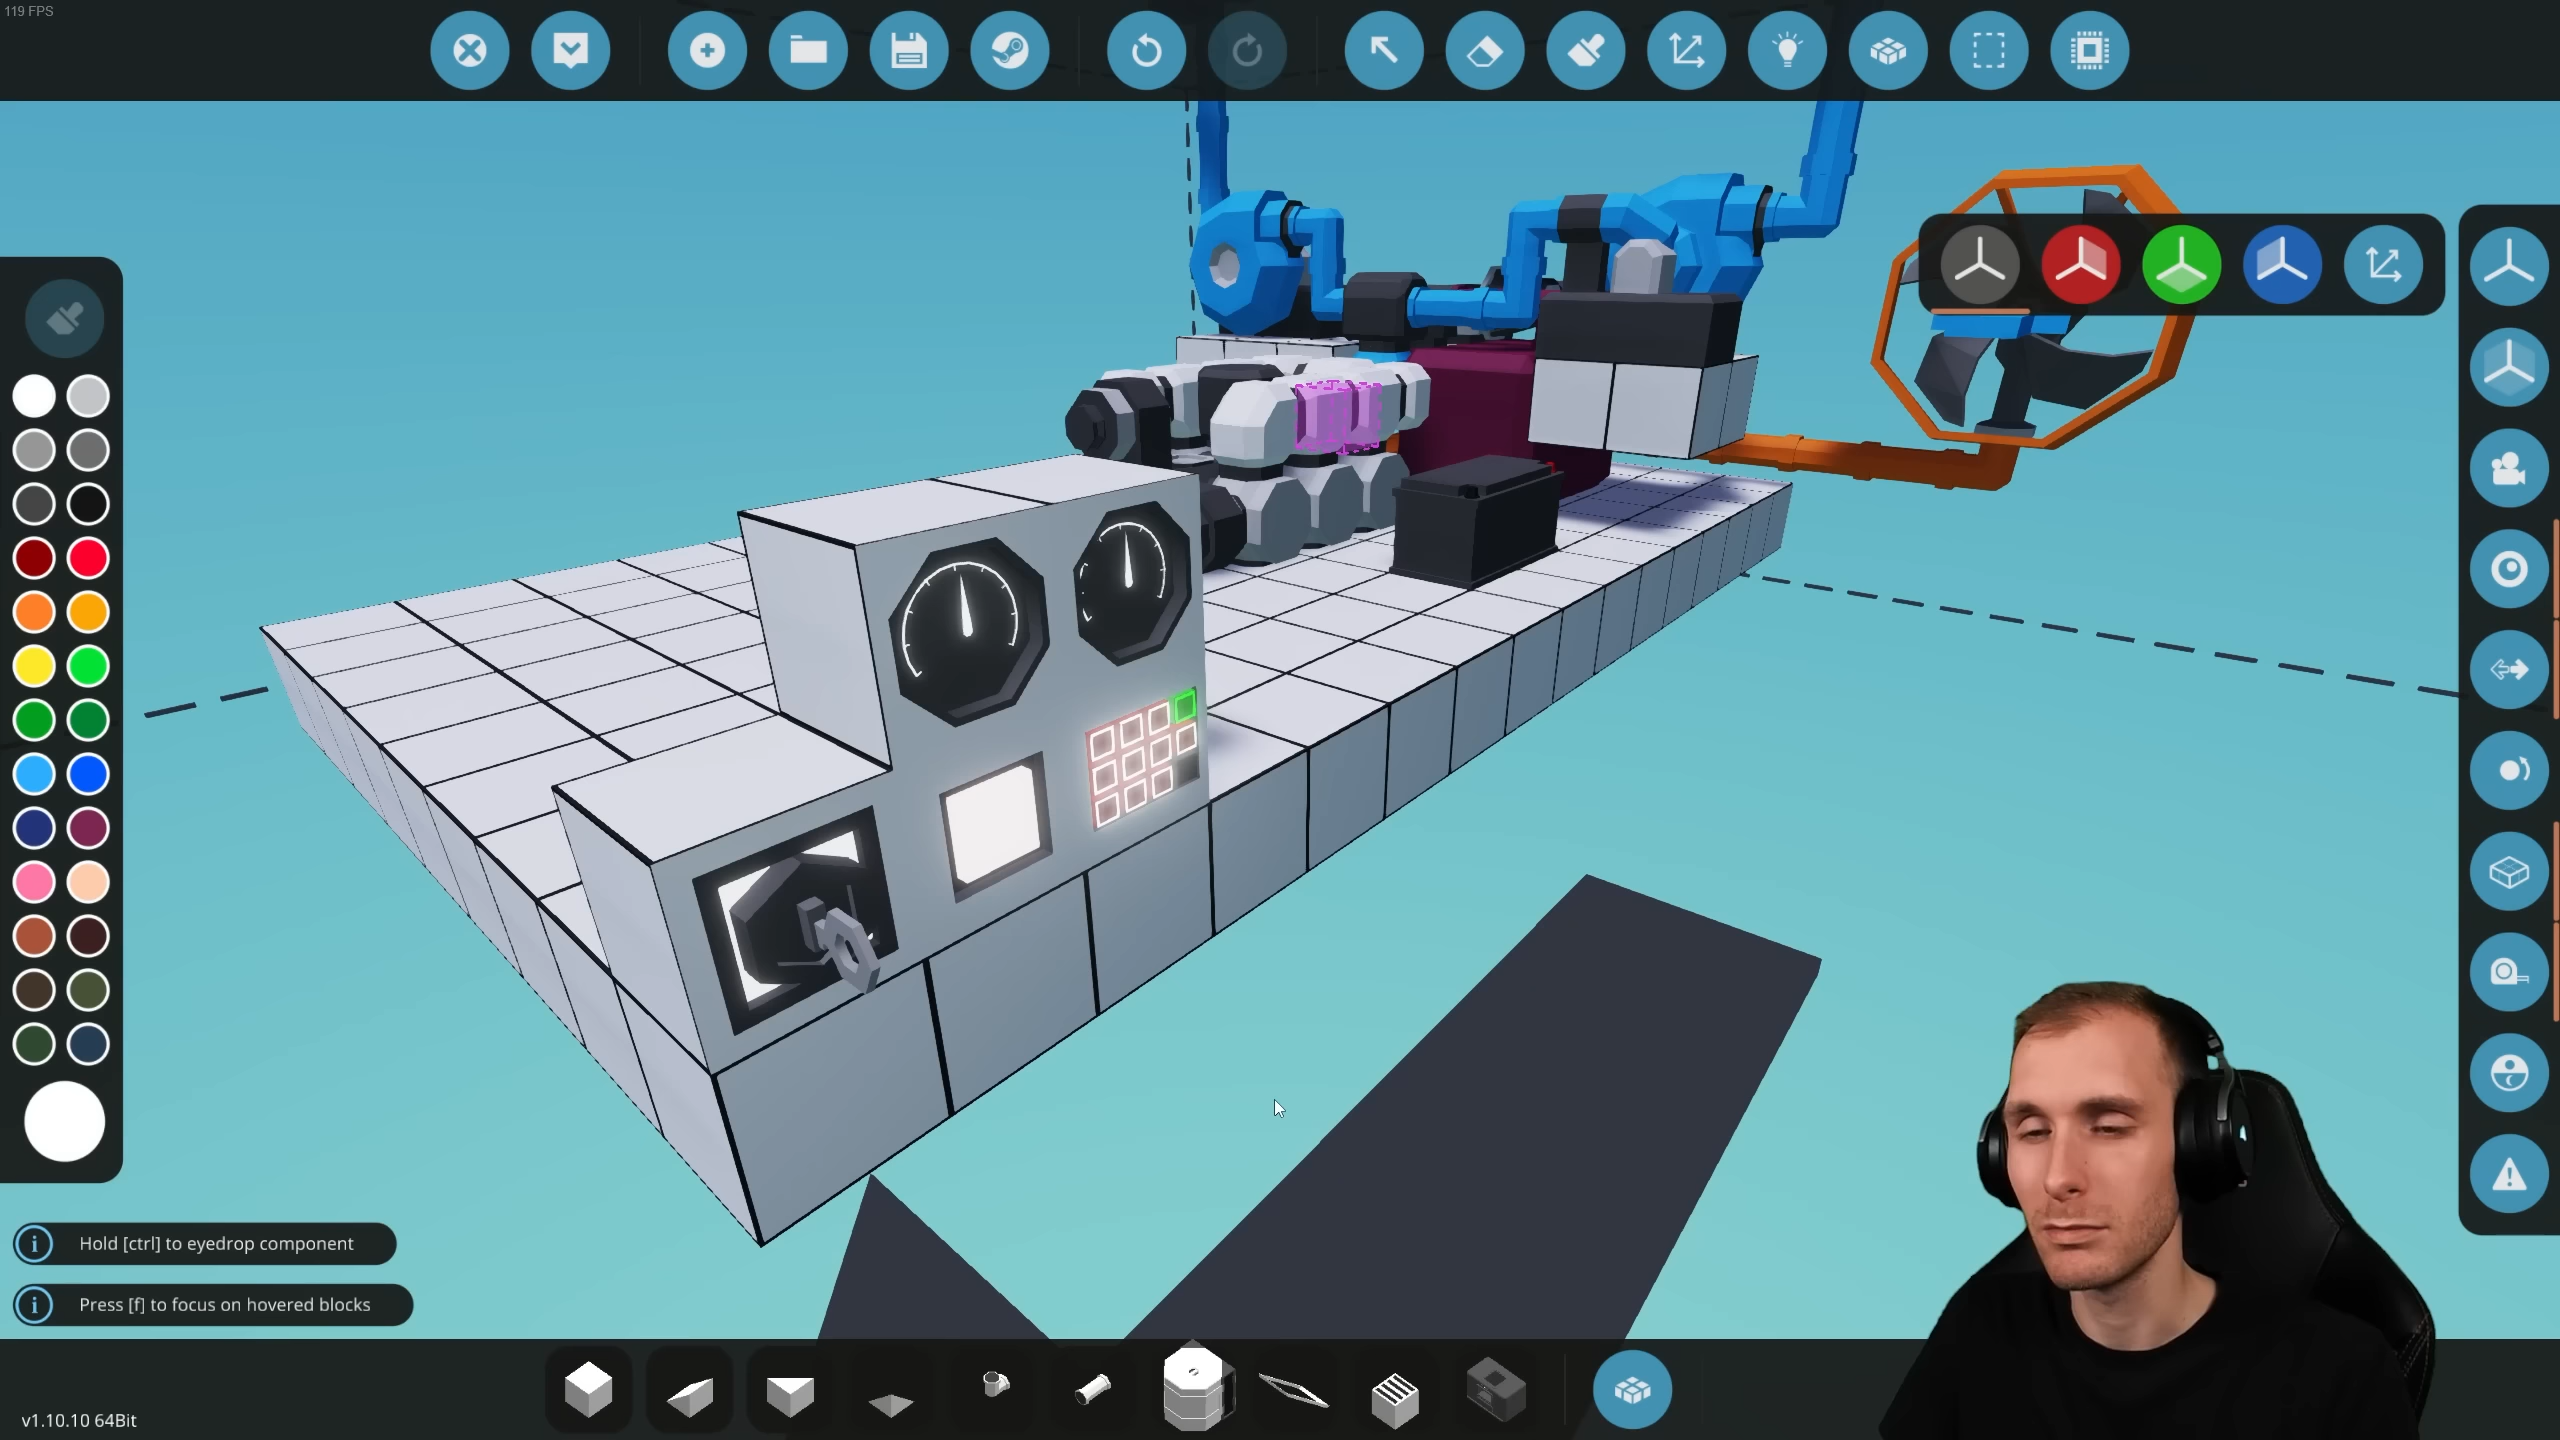 119 FPS
Hold [ctrl] to eyedrop component
Press [f] to focus on hovered blocks
v1.10.10 64Bit